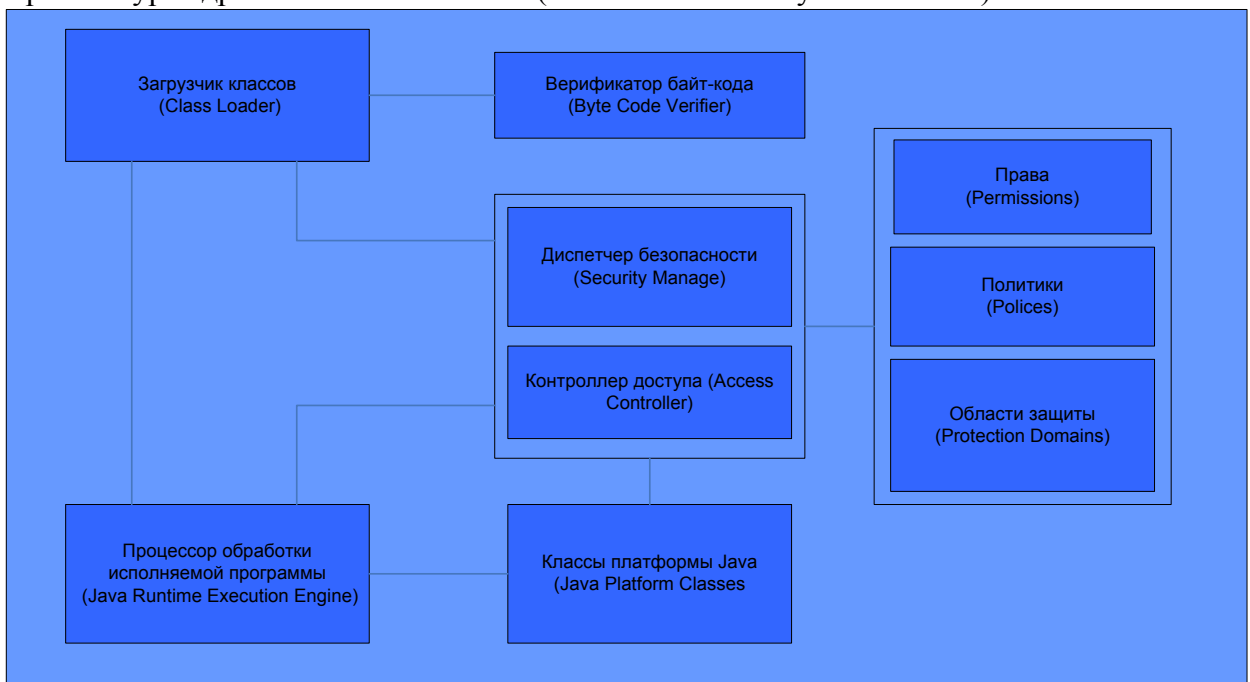 Загрузчик классов
(Class Loader)
Верификатор байт-кода
(Byte Code Verifier)
Права
(Permissions)
Диспетчер безопасности
(Security Manage)
Политики
(Polices)
Контроллер доступа (Access
Controller)
Области защиты
(Protection Domains)
Процессор обработки
исполняемой программы
(Java Runtime Execution Engine)
Классы платформы Java
(Java Platform Classes